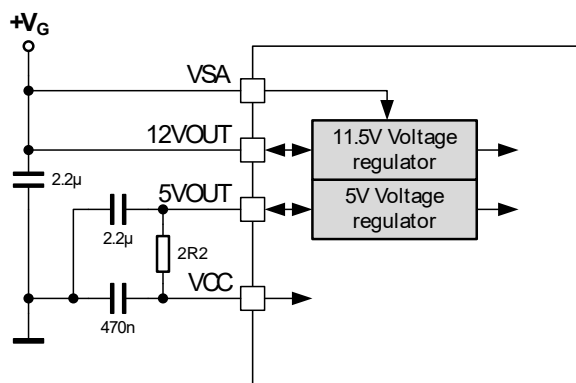 +VG
VSA
12VOUT
11.5V Voltage
regulator
2.2µ
5VOUT
5V Voltage
regulator
2.2µ
2R2
VCC
470n